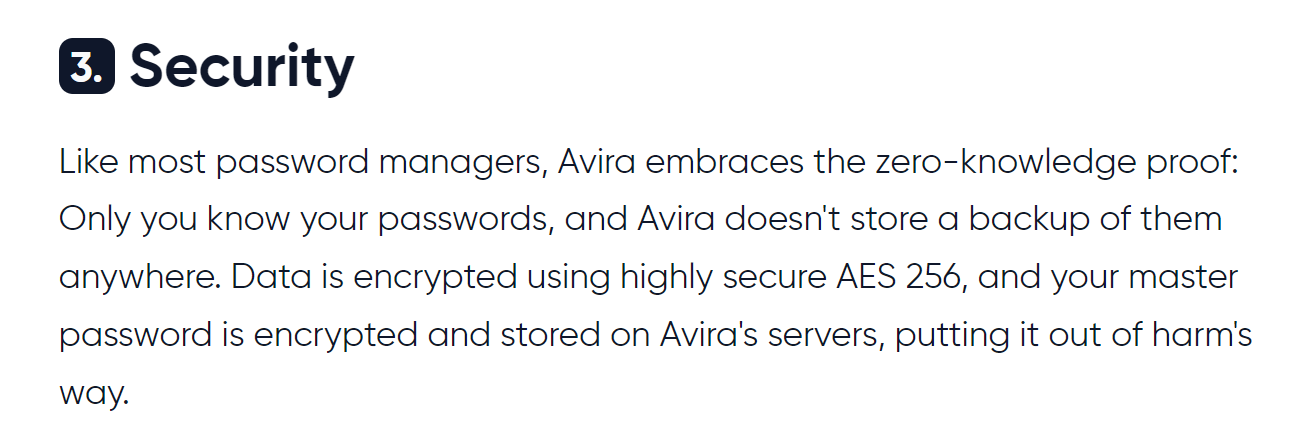 3. Security
Like most password managers, Avira embraces the zero-knowledge proof:
Only you know your passwords, and Avira doesn't store a backup of them
anywhere. Data is encrypted using highly secure AES 256, and your master
password is encrypted and stored on Avira's servers, putting it out of harm's
way.